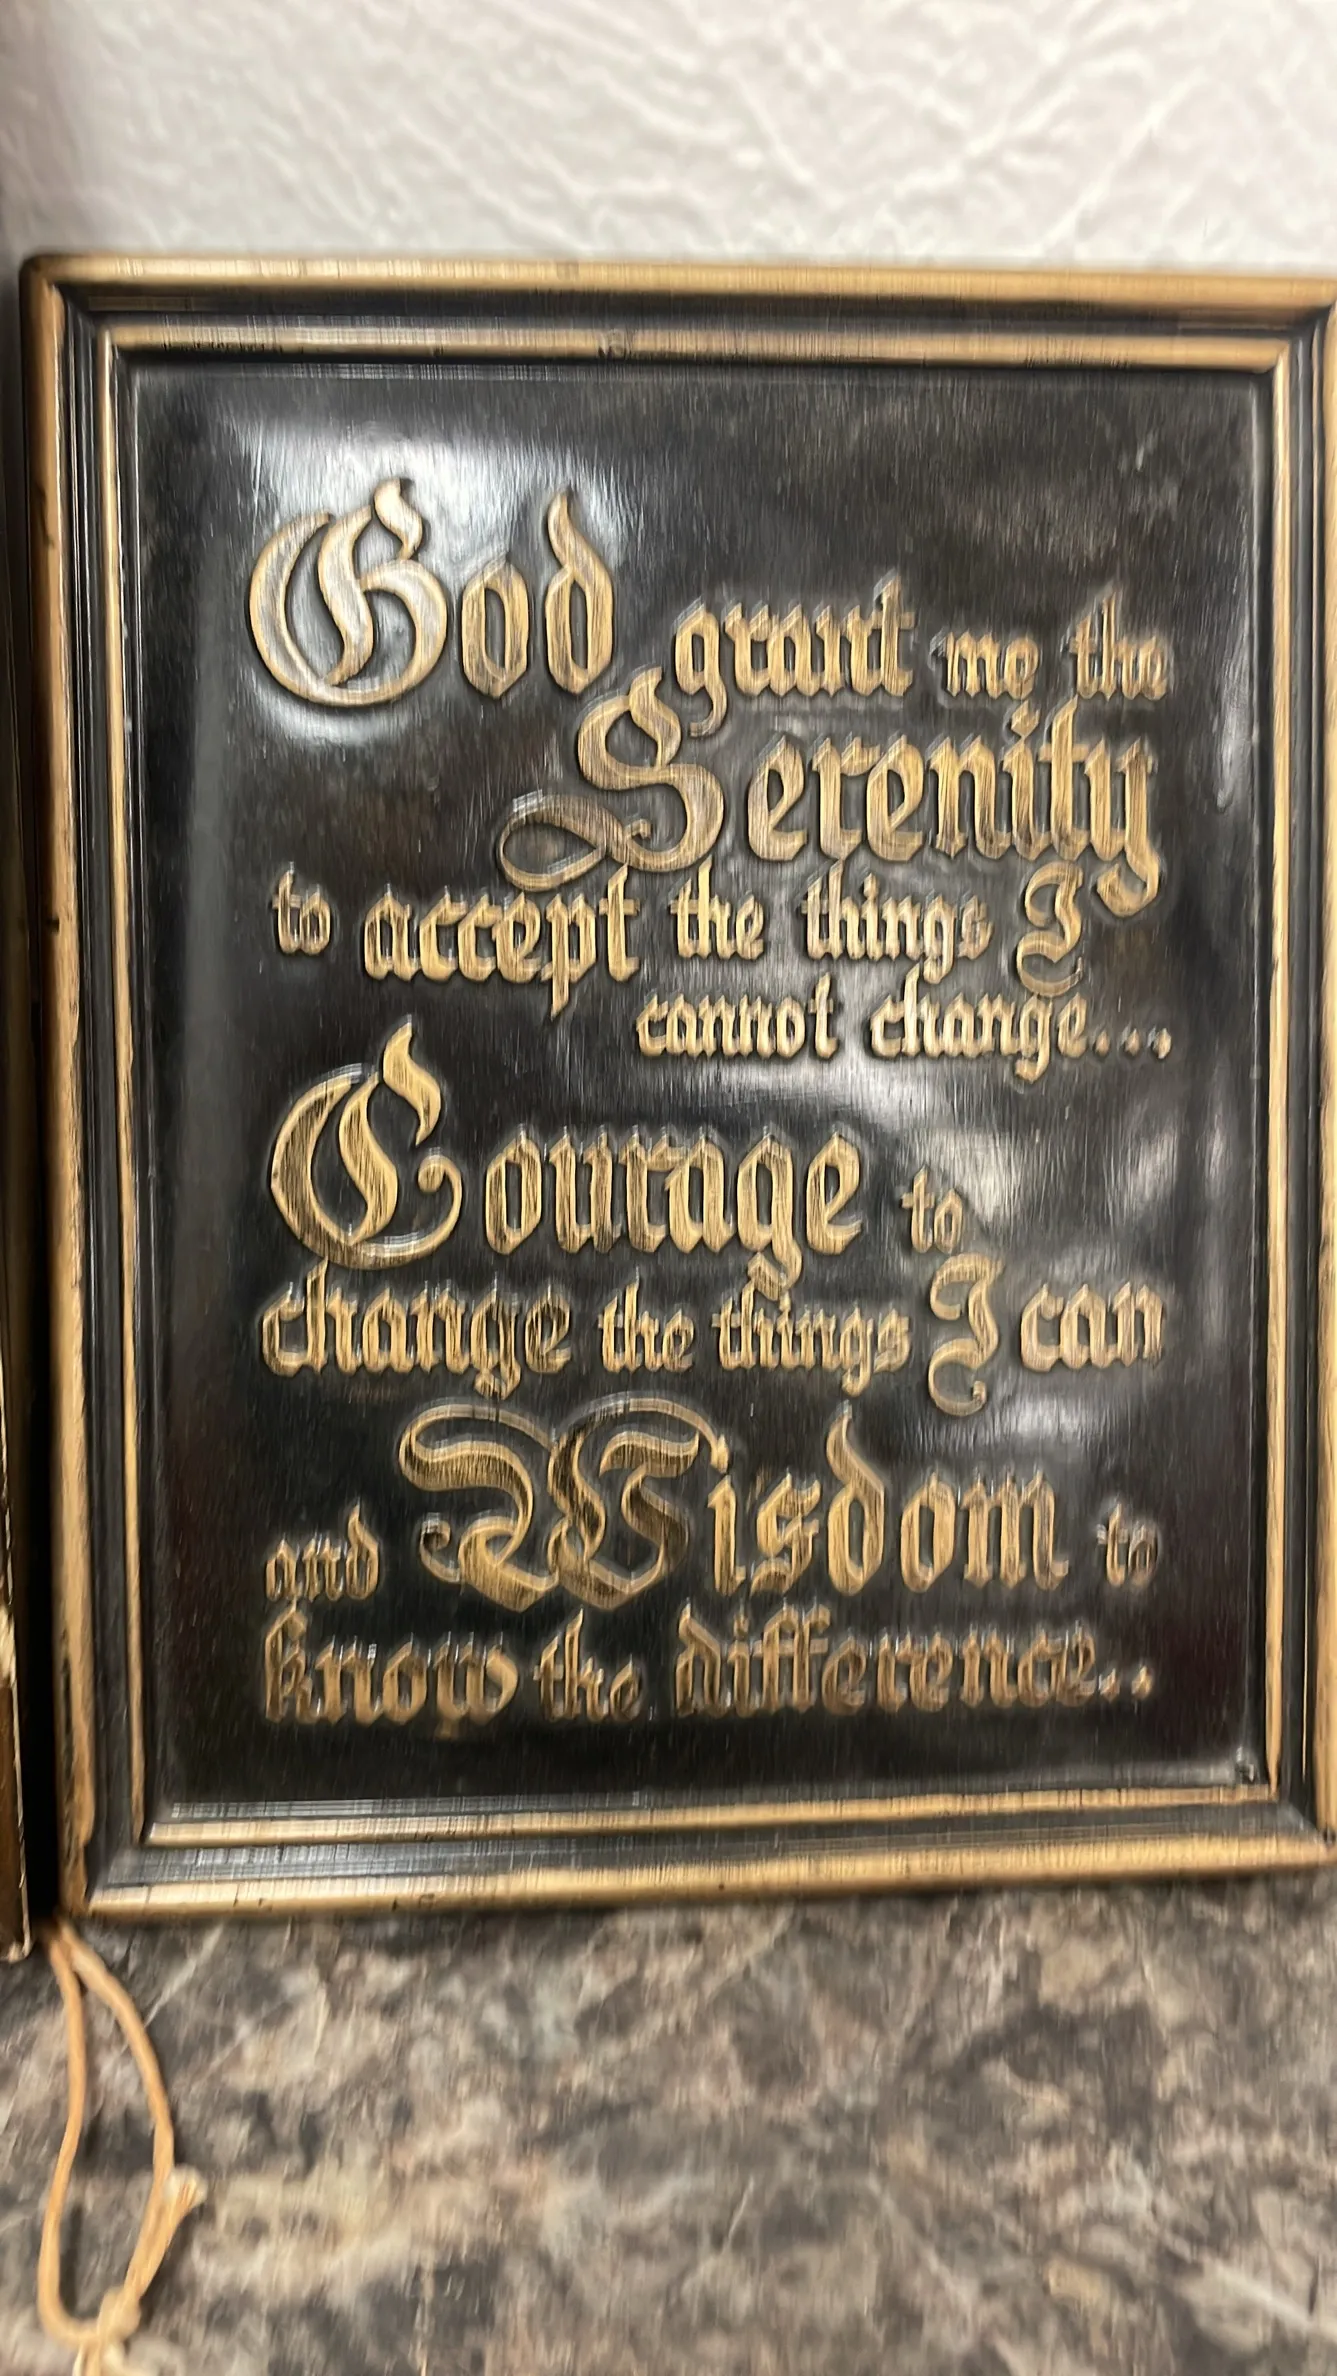 God grant me the
Serenity
to accept the things I
cannot change...
Courage to
change the things I can
and Wisdom to
know the difference..